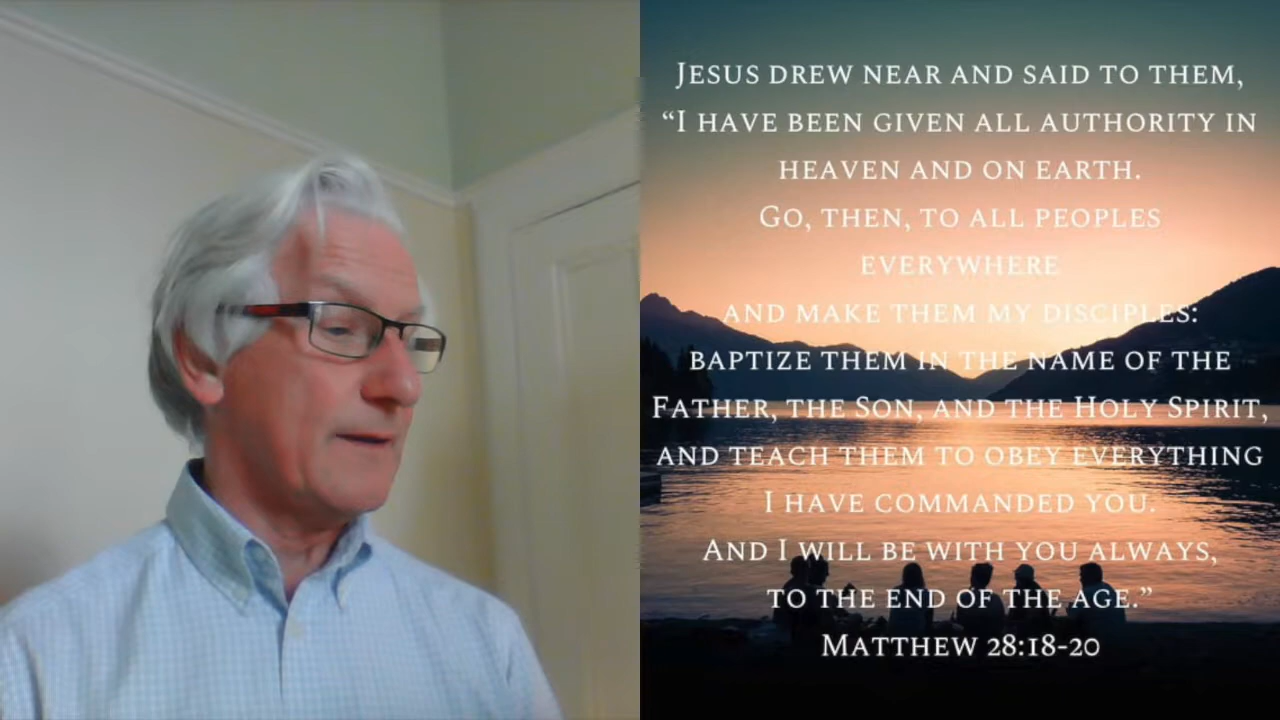 Jesus drew near and said to them,
“I have been given all authority in
heaven and on earth.
Go, then, to all peoples
everywhere
and make them my disciples:
baptize them in the name of the
Father, the Son, and the Holy Spirit,
and teach them to obey everything
I have commanded you.
And I will be with you always,
to the end of the age.”
Matthew 28:18-20